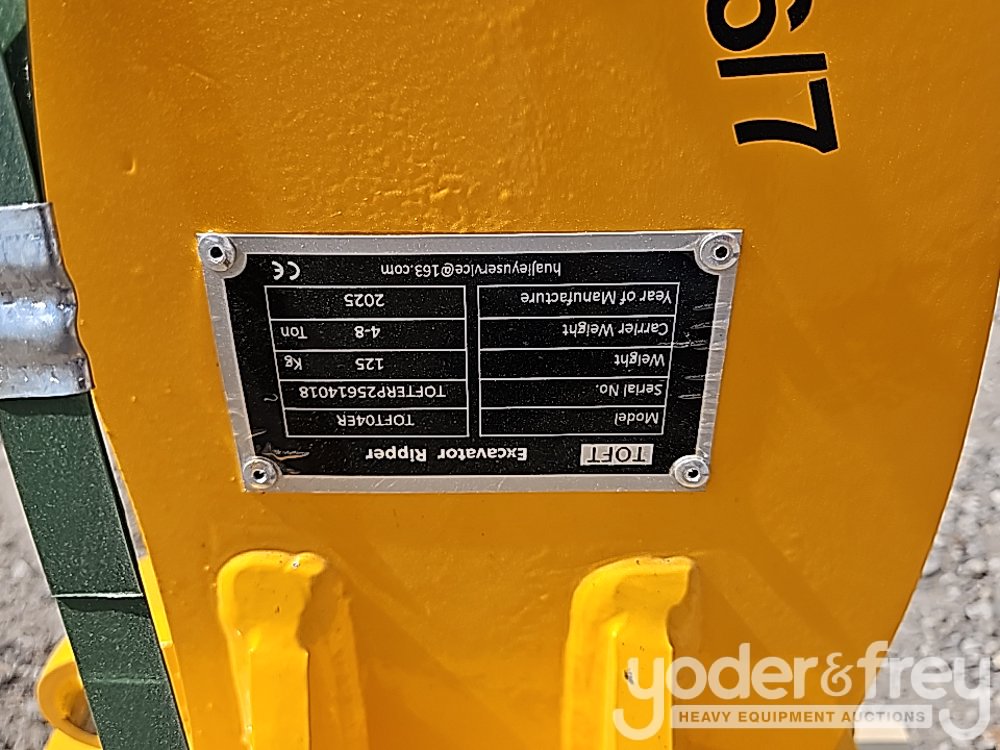 TOFT Excavator Ripper
Model TOFT04ER
Serial No. TOFTERP25614018
Weight 125 Kg
Carrier Weight 4-8 Ton
Year of Manufacture 2025
huajieyuservice@163.com CE
yoder&frey
HEAVY EQUIPMENT AUCTIONS